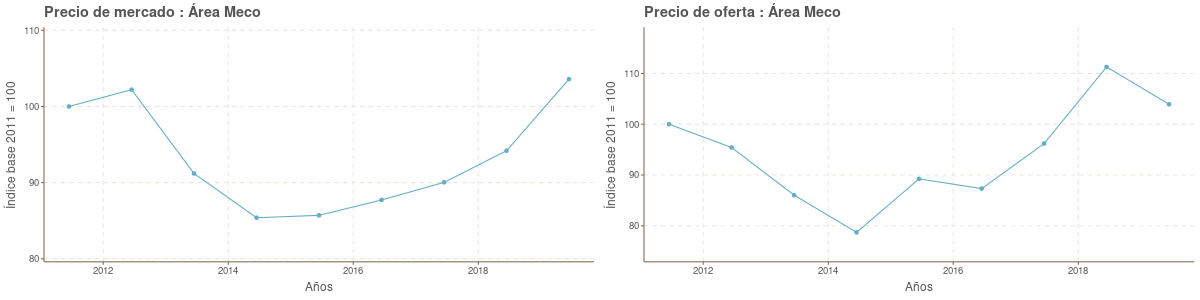 Precio de mercado : Área Meco
Índice base 2011 = 100
110
100
90
80
2012
2014
2016
2018
Años
Precio de oferta : Área Meco
Índice base 2011 = 100
110
100
90
80
2012
2014
2016
2018
Años